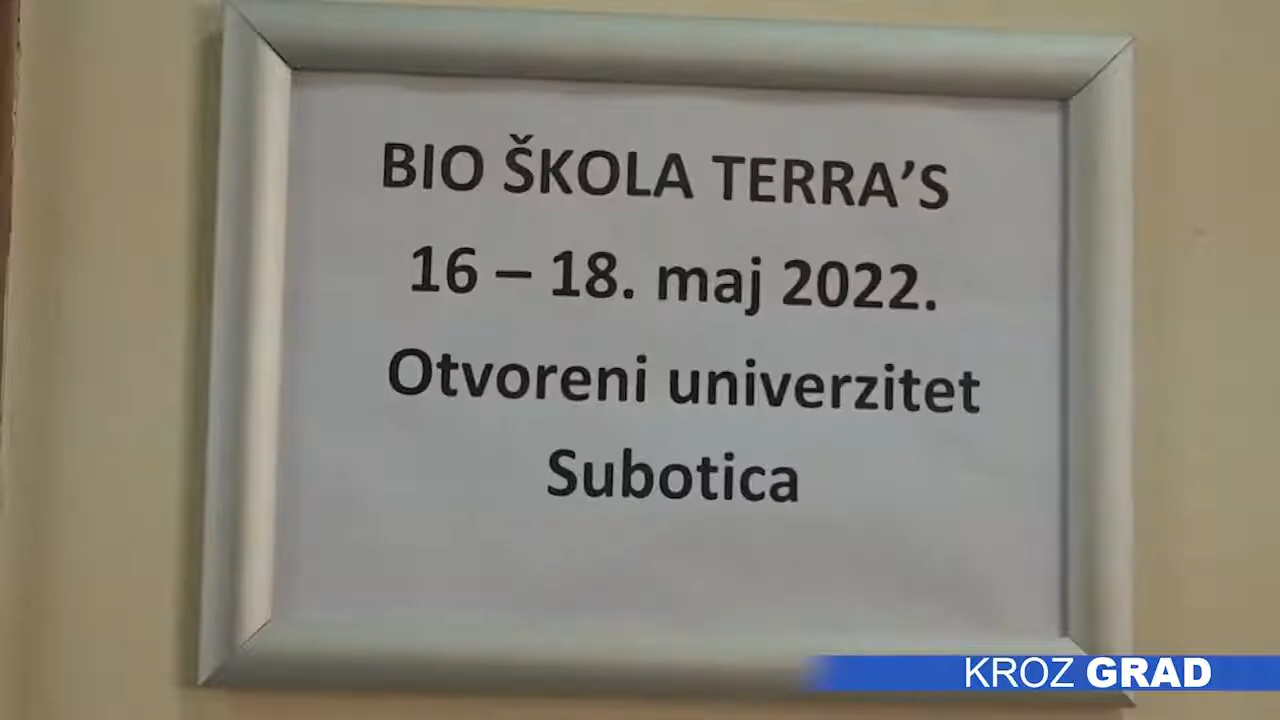 BIO ŠKOLA TERRA’S
16 – 18. maj 2022.
Otvoreni univerzitet
Subotica
KROZ GRAD